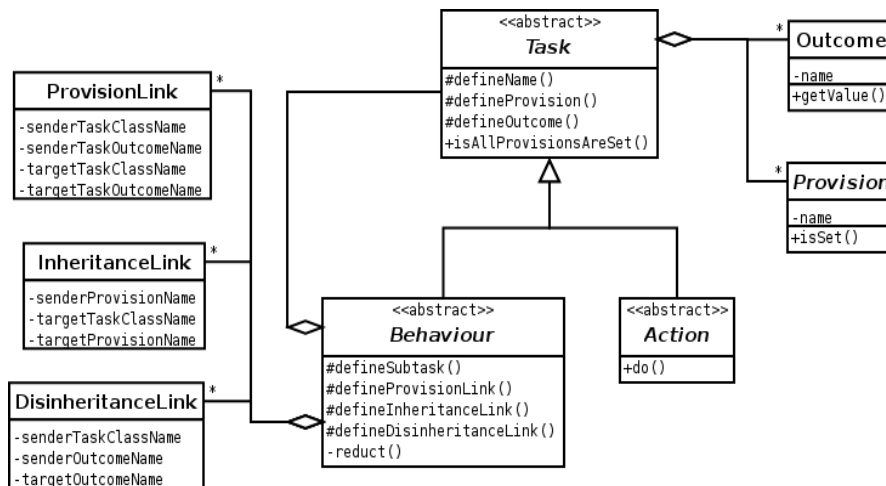 <<abstract>>
Task
#defineName()
#defineProvision()
#defineOutcome()
+isAllProvisionsAreSet()
*
Outcome
-name
+getValue()
*
Provision
-name
+isSet()
*
ProvisionLink
-senderTaskClassName
-senderTaskOutcomeName
-targetTaskClassName
-targetTaskOutcomeName
*
InheritanceLink
-senderProvisionName
-targetTaskClassName
-targetProvisionName
*
DisinheritanceLink
-senderTaskClassName
-senderOutcomeName
-targetOutcomeName
<<abstract>>
Behaviour
#defineSubtask()
#defineProvisionLink()
#defineInheritanceLink()
#defineDisinheritanceLink()
-reduct()
<<abstract>>
Action
+do()